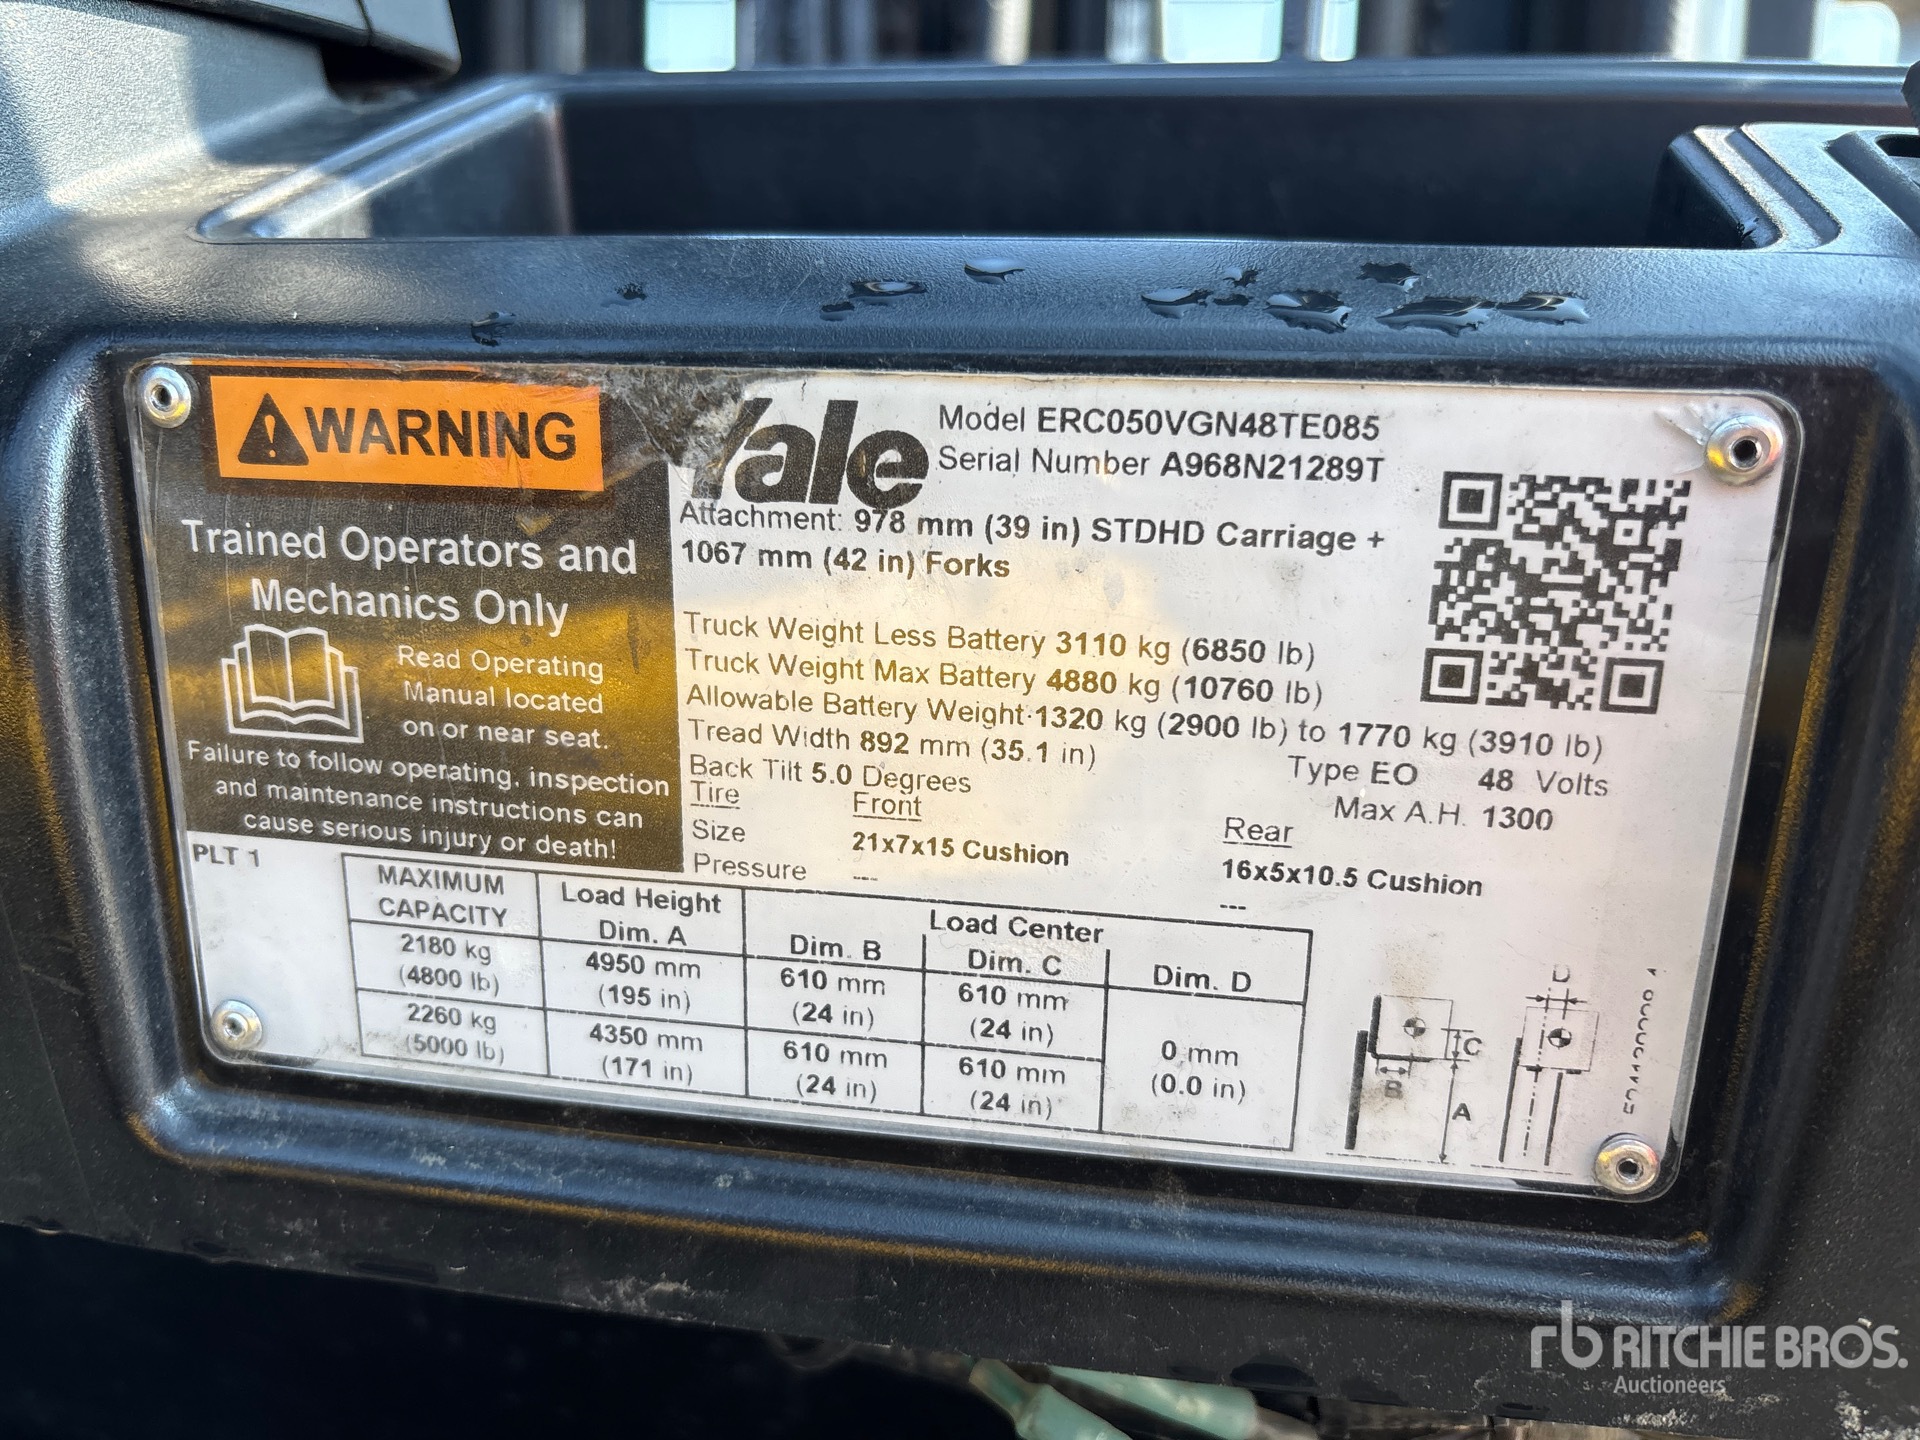 WARNING
Trained Operators and
Mechanics Only
Read Operating
Manual located
on or near seat.
Failure to follow operating, inspection
and maintenance instructions can
cause serious injury or death!
Yale
Model ERC050VGN48TE085
Serial Number A968N21289T
Attachment: 978 mm (39 in) STDHD Carriage +
1067 mm (42 in) Forks
Truck Weight Less Battery 3110 kg (6850 lb)
Truck Weight Max Battery 4880 kg (10760 lb)
Allowable Battery Weight 1320 kg (2900 lb) to 1770 kg (3910 lb)
Tread Width 892 mm (35.1 in)
Type EO 48 Volts
Back Tilt 5.0 Degrees
Max A.H. 1300
Tire Front Rear
Size 21x7x15 Cushion 16x5x10.5 Cushion
Pressure --- ---
PLT 1
MAXIMUM CAPACITY Load Height Dim. A Load Center
Dim. B Dim. C Dim. D
2180 kg 4950 mm 610 mm 610 mm
(4800 lb) (195 in) (24 in) (24 in)
2260 kg 4350 mm 610 mm 610 mm 0 mm
(5000 lb) (171 in) (24 in) (24 in) (0.0 in)
D
C
B
A
rb RITCHIE BROS.
Auctioneers